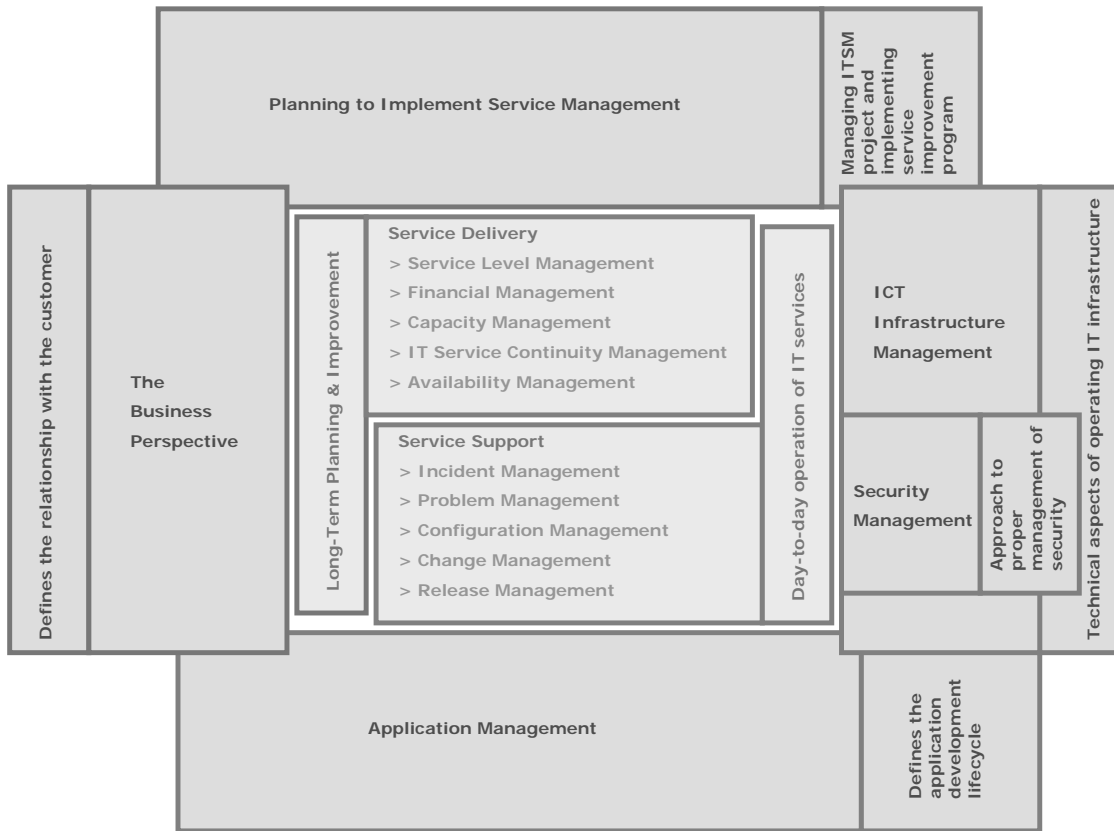 Planning to Implement Service Management
Managing ITSM
project and
implementing
service
improvement
program
Defines the relationship with the customer
The
Business
Perspective
Long-Term Planning & Improvement
Service Delivery
> Service Level Management
> Financial Management
> Capacity Management
> IT Service Continuity Management
> Availability Management
Service Support
> Incident Management
> Problem Management
> Configuration Management
> Change Management
> Release Management
Day-to-day operation of IT services
ICT
Infrastructure
Management
Security
Management
Approach to
proper
management of
security
Technical aspects of operating IT infrastructure
Application Management
Defines the
application
development
lifecycle